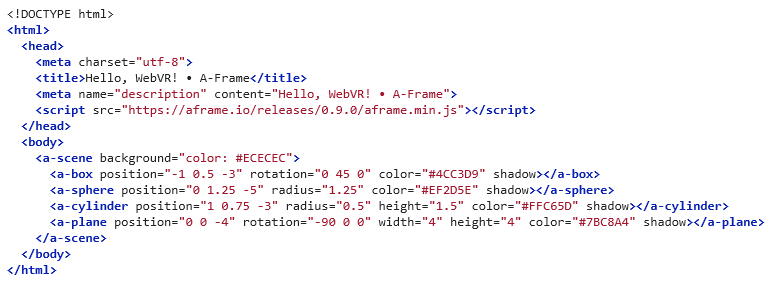 <!DOCTYPE html>
<html>
  <head>
    <meta charset="utf-8">
    <title>Hello, WebVR! • A-Frame</title>
    <meta name="description" content="Hello, WebVR! • A-Frame">
    <script src="https://aframe.io/releases/0.9.0/aframe.min.js"></script>
  </head>
  <body>
    <a-scene background="color: #ECECEC">
      <a-box position="-1 0.5 -3" rotation="0 45 0" color="#4CC3D9" shadow></a-box>
      <a-sphere position="0 1.25 -5" radius="1.25" color="#EF2D5E" shadow></a-sphere>
      <a-cylinder position="1 0.75 -3" radius="0.5" height="1.5" color="#FFC65D" shadow></a-cylinder>
      <a-plane position="0 0 -4" rotation="-90 0 0" width="4" height="4" color="#7BC8A4" shadow></a-plane>
    </a-scene>
  </body>
</html>